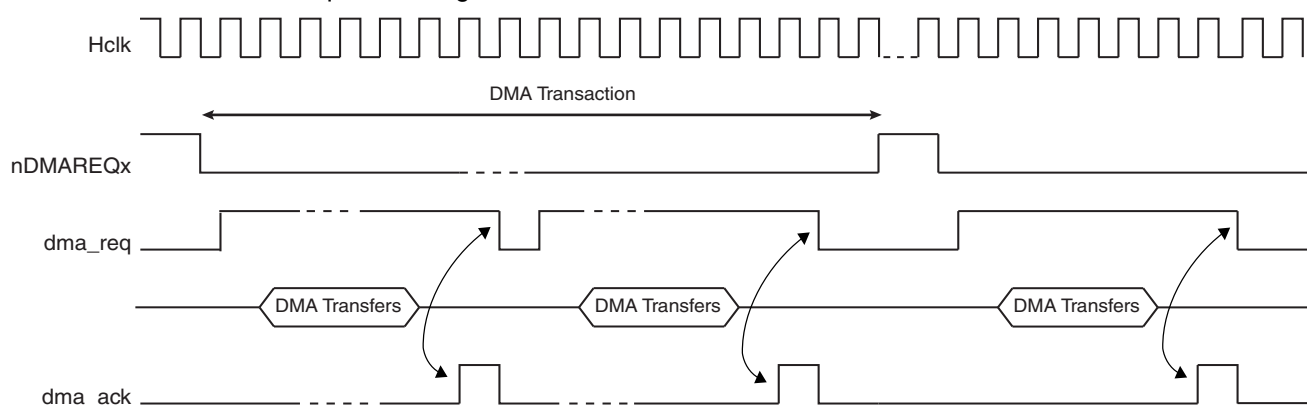 Hclk
DMA Transaction
nDMAREQx
dma_req
DMA Transfers DMA Transfers DMA Transfers
dma_ack